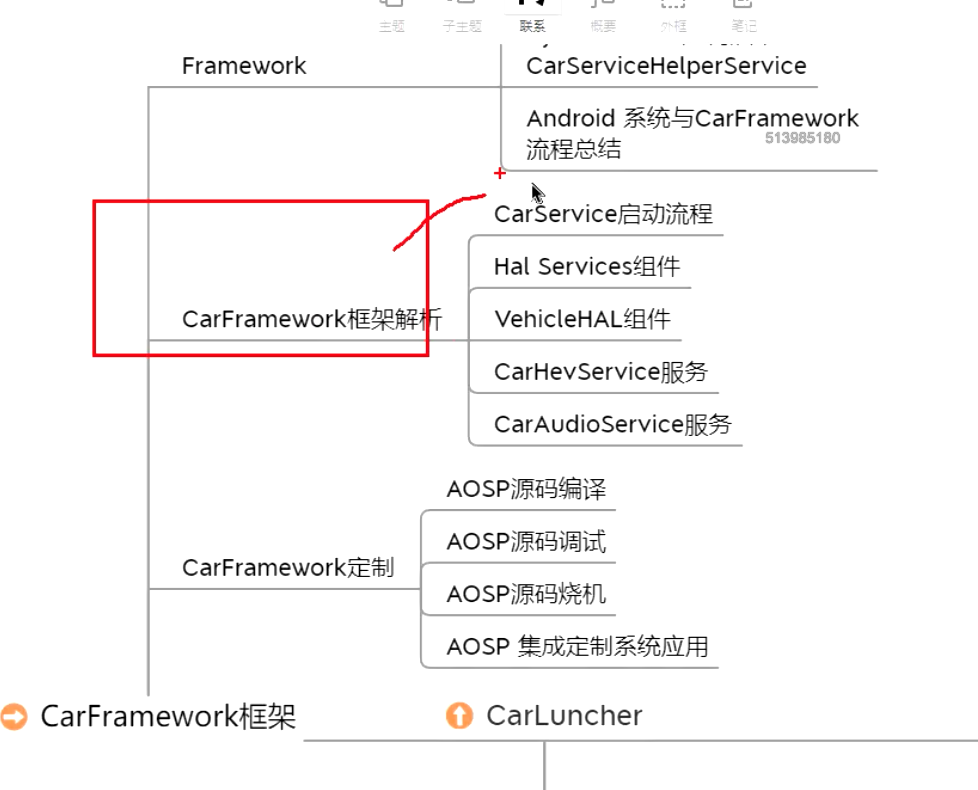 主题 子主题 联系 概要 外框 笔记
Framework
CarServiceHelperService
Android 系统与CarFramework
流程总结
513985180
CarService启动流程
Hal Services组件
CarFramework框架解析
VehicleHAL组件
CarHevService服务
CarAudioService服务
AOSP源码编译
AOSP源码调试
CarFramework定制
AOSP源码烧机
AOSP 集成定制系统应用
CarFramework框架
CarLuncher